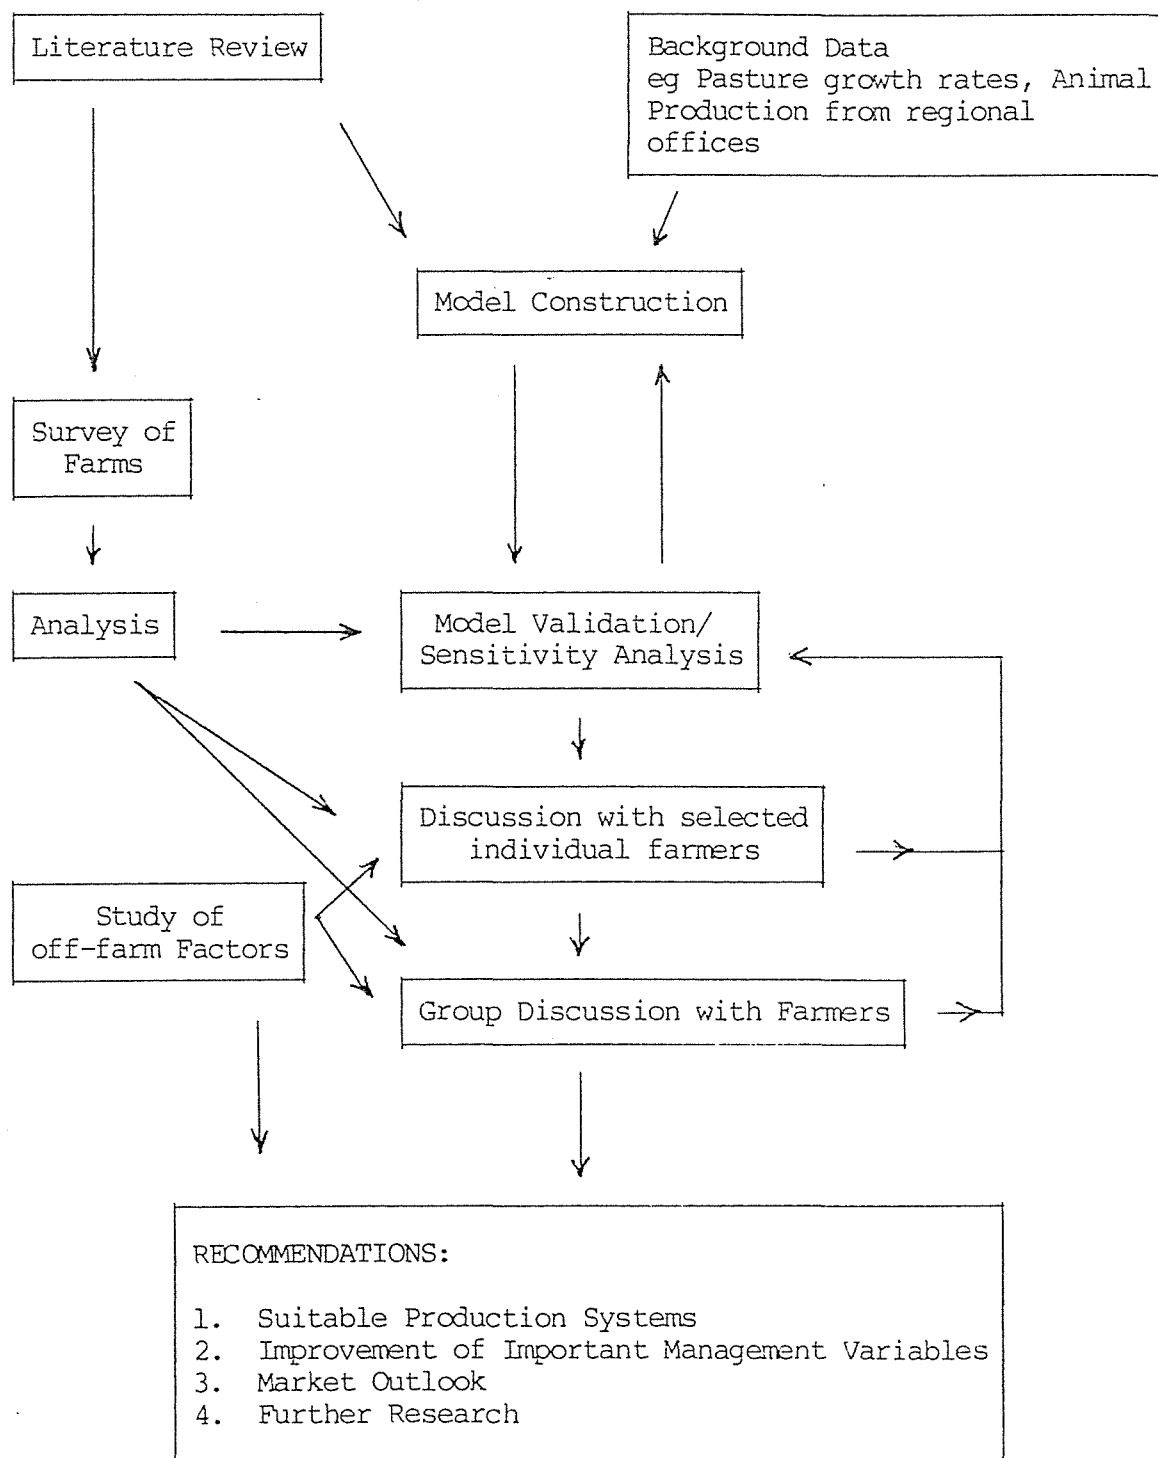 Literature Review
Background Data
eg Pasture growth rates, Animal
Production from regional
offices
Model Construction
Survey of
Farms
Analysis
Model Validation/
Sensitivity Analysis
Discussion with selected
individual farmers
Study of
off-farm Factors
Group Discussion with Farmers
RECOMMENDATIONS:
1. Suitable Production Systems
2. Improvement of Important Management Variables
3. Market Outlook
4. Further Research